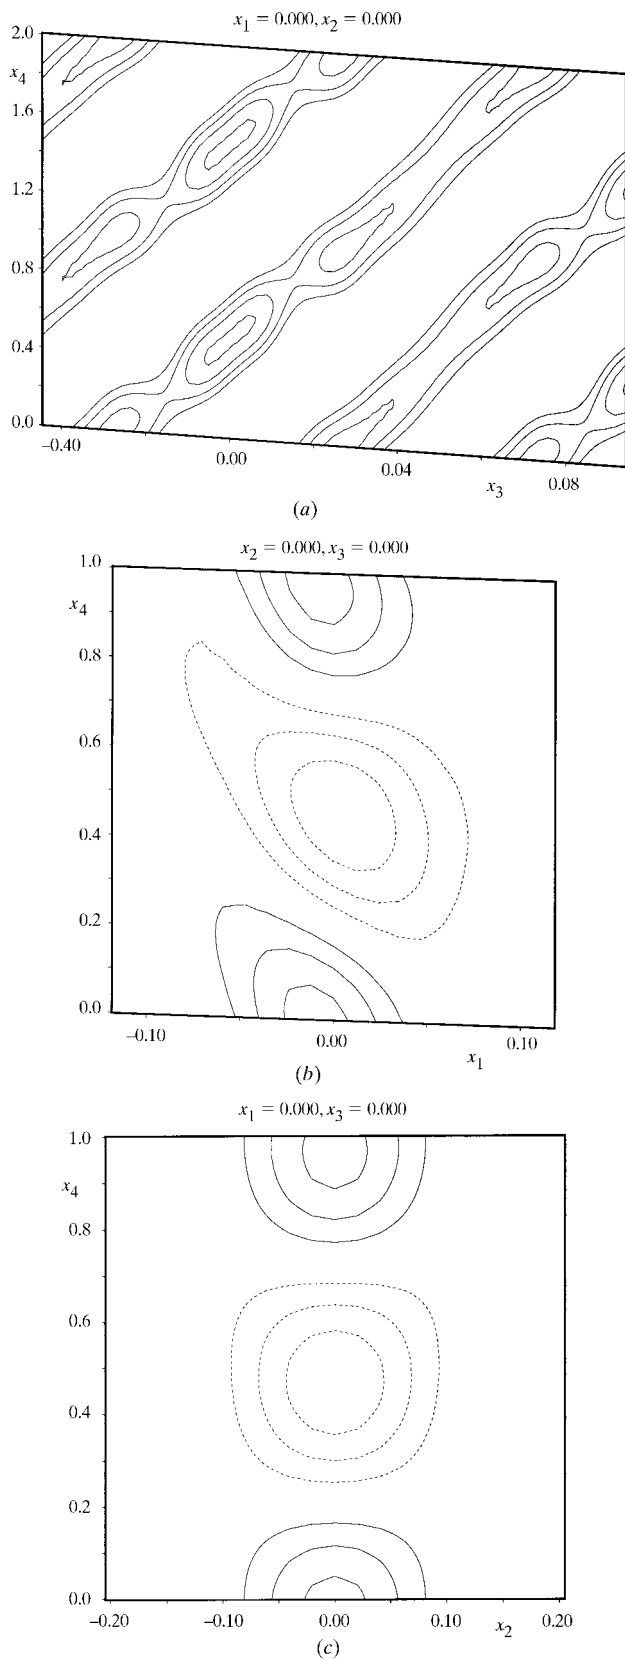 x₁ = 0.000, x₂ = 0.000
2.0
x₄
1.6
1.2
0.8
0.4
0.0
−0.40 0.00 0.04 0.08
x₃
(a)
x₂ = 0.000, x₃ = 0.000
1.0
x₄
0.8
0.6
0.4
0.2
0.0
−0.10 0.00 0.10
x₁
(b)
x₁ = 0.000, x₃ = 0.000
1.0
x₄
0.8
0.6
0.4
0.2
0.0
−0.20 −0.10 0.00 0.10 x₂ 0.20
(c)